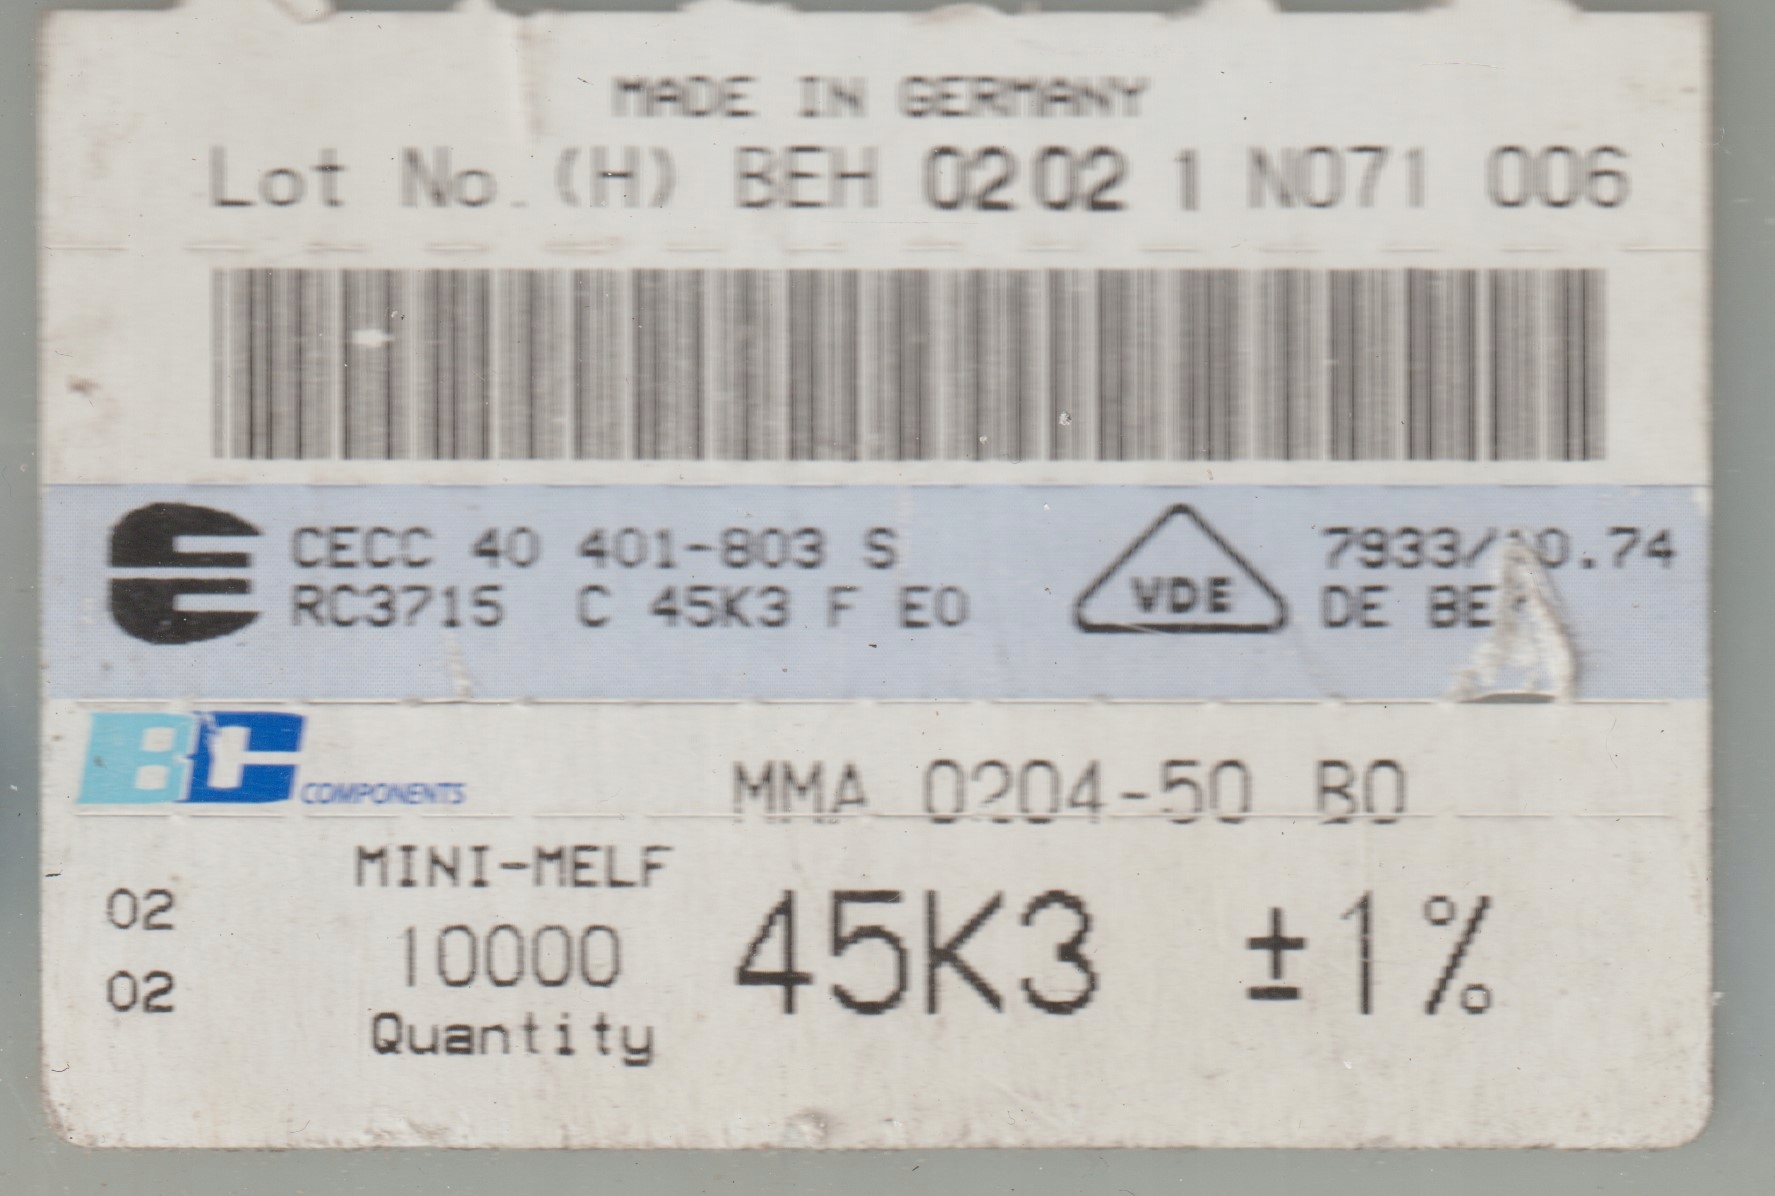 MADE IN GERMANY
Lot No. (H) BEH 0202 1 N071 006
CECC 40 401-803 S
RC3715 C 45K3 F E0
VDE
DE
BC COMPONENTS
MMA 0204-50 B0
MINI-MELF
02
10000
45K3 ±1%
02
Quantity